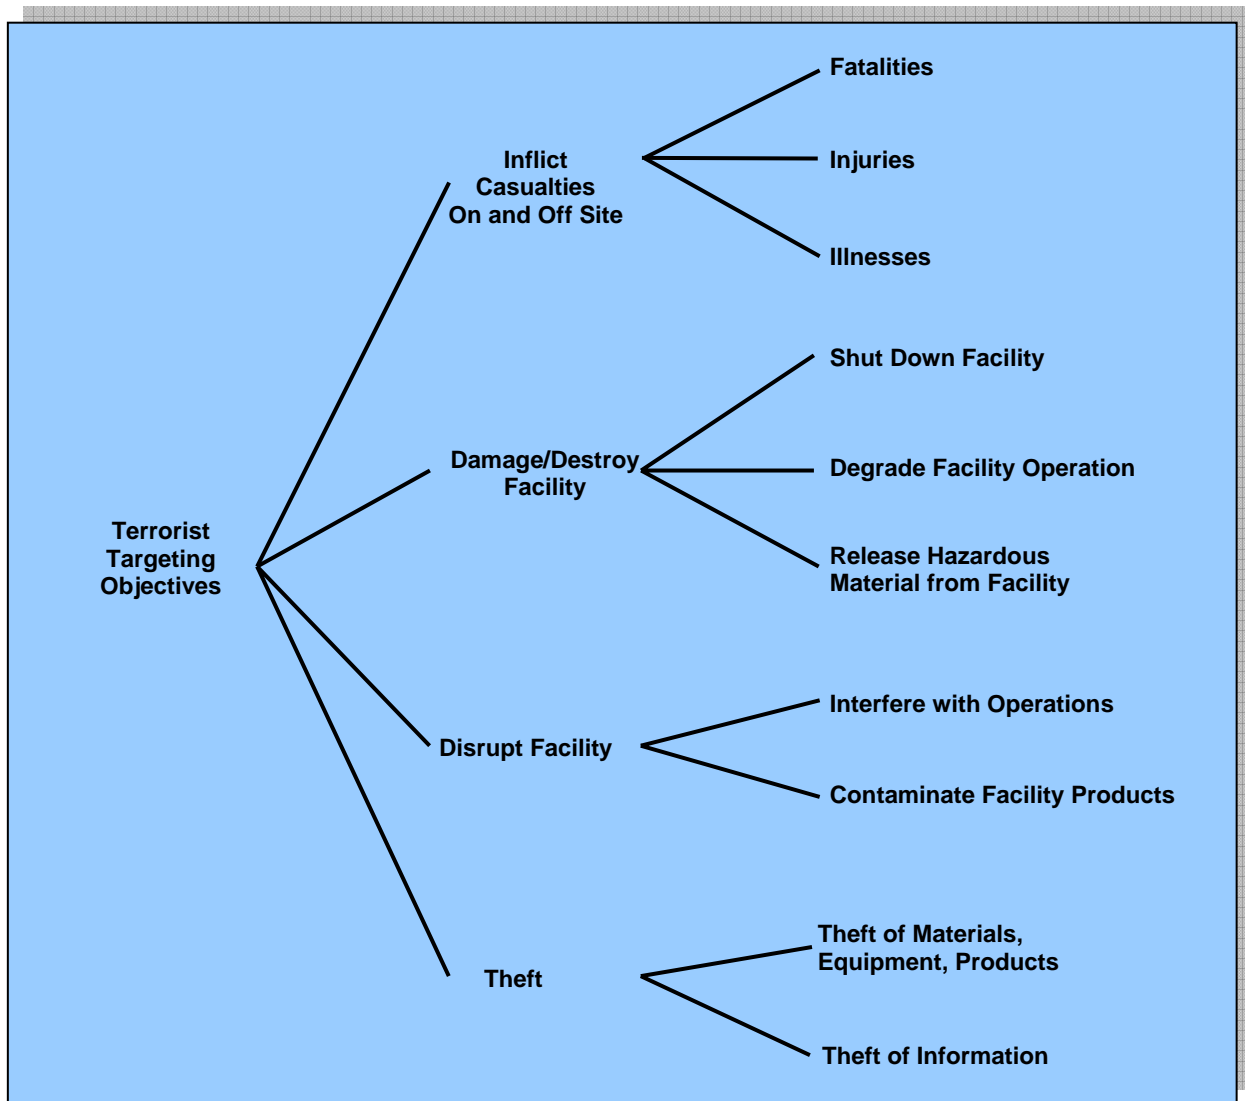 Terrorist
Targeting
Objectives
Inflict
Casualties
On and Off Site
Fatalities
Injuries
Illnesses
Damage/Destroy
Facility
Shut Down Facility
Degrade Facility Operation
Release Hazardous
Material from Facility
Disrupt Facility
Interfere with Operations
Contaminate Facility Products
Theft
Theft of Materials,
Equipment, Products
Theft of Information